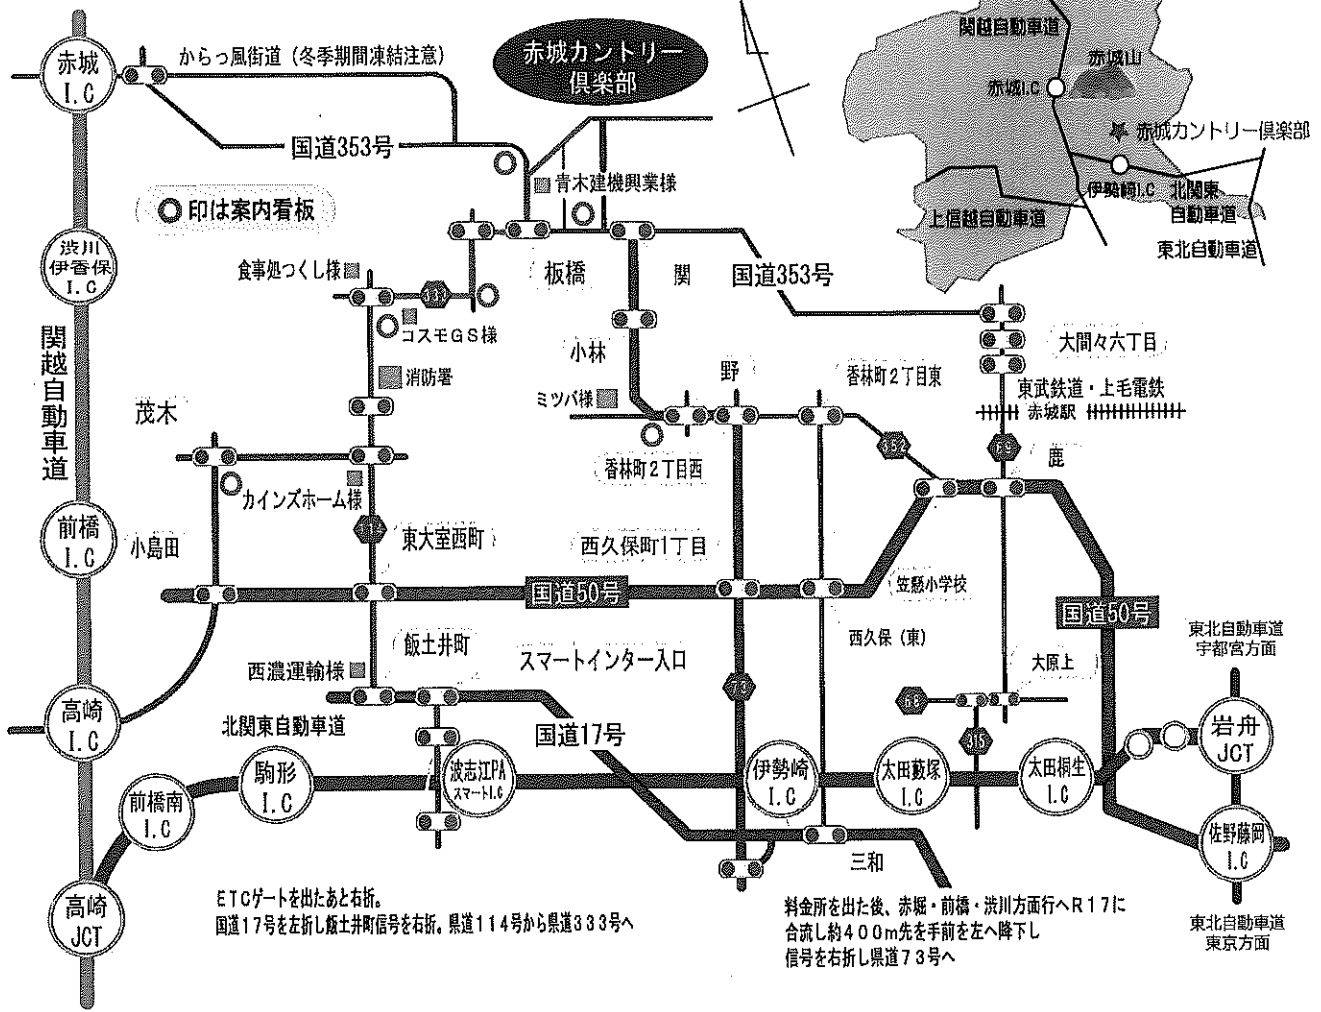 赤城
I.C
からっ風街道(冬季期間凍結注意)
赤城カントリー
倶楽部
関越自動車道
赤城山
赤城I.C
赤城カントリー倶楽部
伊勢崎I.C
北関東
自動車道
上信越自動車道
東北自動車道
国道353号
青木建機興業様
印は案内看板
渋川
伊香保
I.C
食事処つくし様
板橋
関
国道353号
333
コスモGS様
小林
大間々六丁目
関越自動車道
消防署
野
香林町2丁目東
東武鉄道・上毛電鉄
赤城駅
ミツバ様
茂木
352
69
鹿
香林町2丁目西
カインズホーム様
前橋
I.C
小島田
東大室西町
西久保町1丁目
国道50号
笠懸小学校
国道50号
西久保(東)
飯土井町
スマートインター入口
大原上
東北自動車道
宇都宮方面
西濃運輸様
73
68
高崎
I.C
北関東自動車道
国道17号
315
岩舟
JCT
駒形
I.C
波志江PA
スマートI.C
伊勢崎
I.C
太田藪塚
I.C
太田桐生
I.C
前橋南
I.C
佐野藤岡
I.C
三和
高崎
JCT
ETCゲートを出たあと右折。
国道17号を左折し飯土井町信号を右折。県道114号から県道333号へ
料金所を出た後、赤堀・前橋・渋川方面行へR17に
合流し約400m先を手前を左へ降下し
信号を右折し県道73号へ
東北自動車道
東京方面